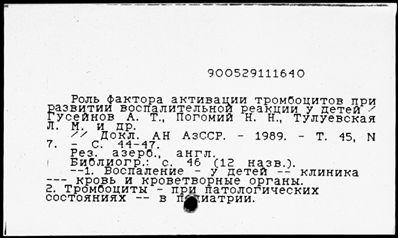 900529111640
Роль фактора активации тромбоцитов при
развитии воспалительной реакции у детей /
Гусейнов А. Т., Погомий Н. Н., Тулуевская
Л. М. и др.
// Докл. АН АзССР. - 1989. - Т. 45, N
7. - С. 44-47.
Рез. азерб., англ.
Библиогр.: с. 46 (12 назв.).
--1. Воспаление - у детей -- клиника
--- кровь и кроветворные органы.
2. Тромбоциты - при патологических
состояниях -- в педиатрии.